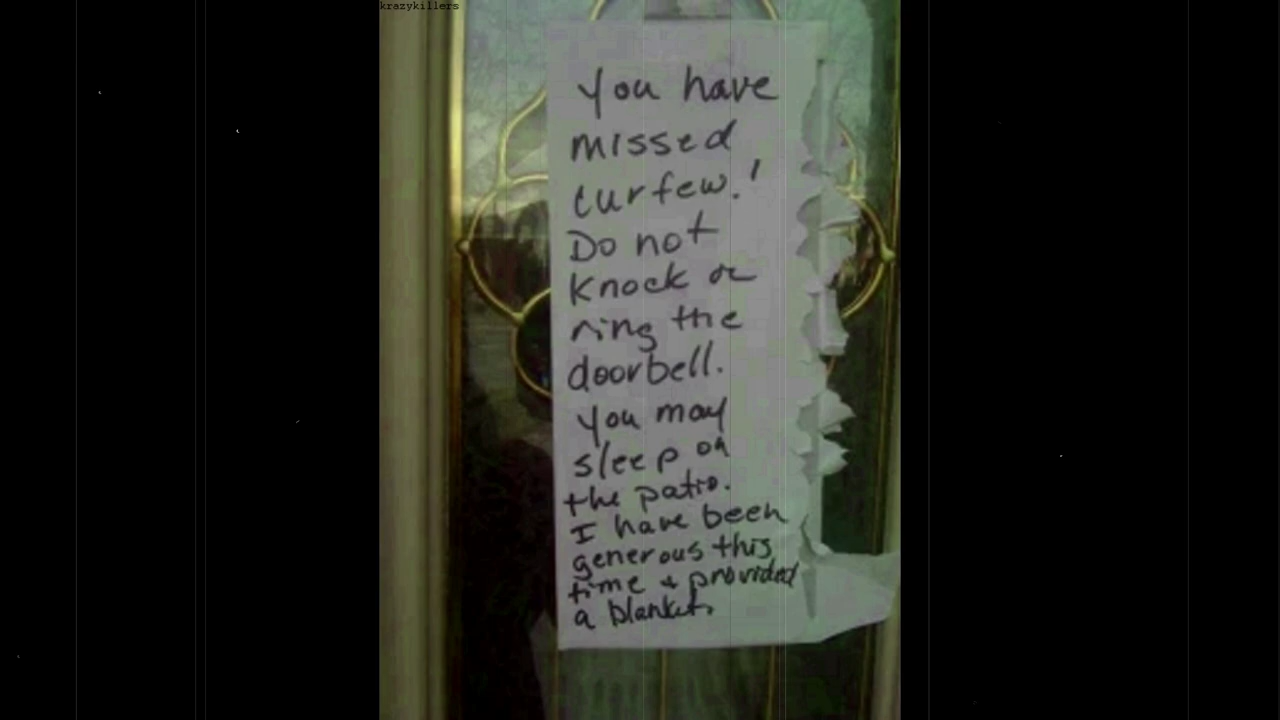 krazykillers
You have
missed
curfew.!
Do not
Knock or
ring the
doorbell.
You may
sleep on
the patio.
I have been
generous this
time & provided
a blanket.